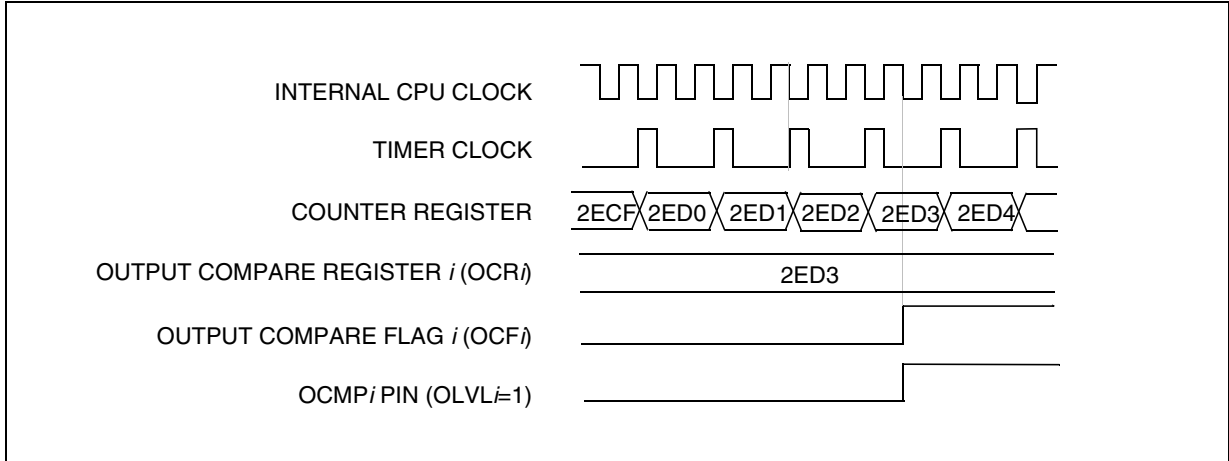 INTERNAL CPU CLOCK
TIMER CLOCK
COUNTER REGISTER 2ECF 2ED0 2ED1 2ED2 2ED3 2ED4
OUTPUT COMPARE REGISTER i (OCRi) 2ED3
OUTPUT COMPARE FLAG i (OCFi)
OCMPi PIN (OLVLi=1)